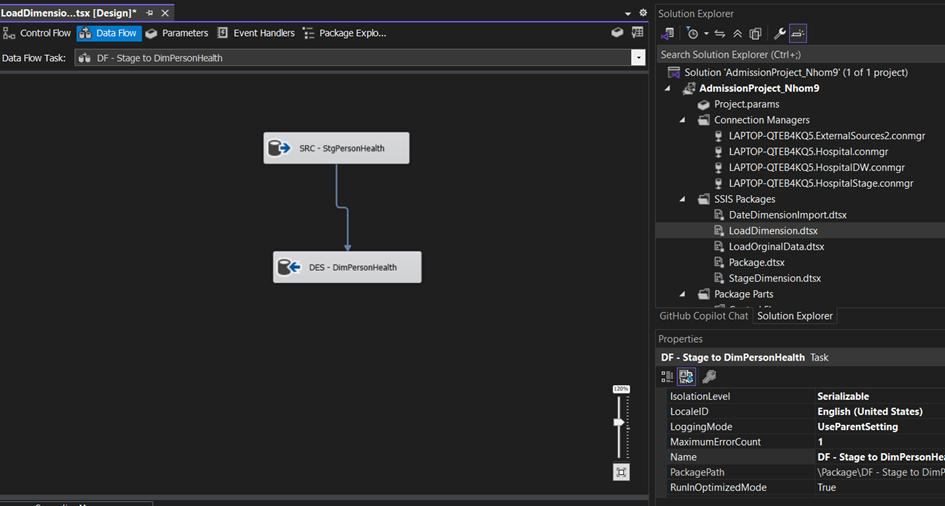 LoadDimensio...tsx [Design]*
Control Flow
Data Flow
Parameters
Event Handlers
Package Explo...
Data Flow Task:
DF - Stage to DimPersonHealth
SRC - StgPersonHealth
DES - DimPersonHealth
120%
Solution Explorer
Search Solution Explorer (Ctrl+;)
Solution 'AdmissionProject_Nhom9' (1 of 1 project)
AdmissionProject_Nhom9
Project.params
Connection Managers
LAPTOP-QTEB4KQ5.ExternalSources2.conmgr
LAPTOP-QTEB4KQ5.Hospital.conmgr
LAPTOP-QTEB4KQ5.HospitalDW.conmgr
LAPTOP-QTEB4KQ5.HospitalStage.conmgr
SSIS Packages
DateDimensionImport.dtsx
LoadDimension.dtsx
LoadOrginalData.dtsx
Package.dtsx
StageDimension.dtsx
Package Parts
GitHub Copilot Chat
Solution Explorer
Properties
DF - Stage to DimPersonHealth Task
IsolationLevel Serializable
LocaleID English (United States)
LoggingMode UseParentSetting
MaximumErrorCount 1
Name DF - Stage to DimPersonHea
PackagePath \Package\DF - Stage to DimP
RunInOptimizedMode True